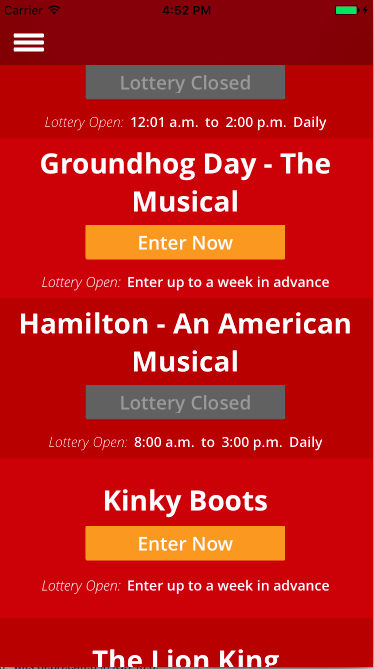 Carrier 4:52 PM
Lottery Closed
Lottery Open: 12:01 a.m. to 2:00 p.m. Daily
Groundhog Day - The
Musical
Enter Now
Lottery Open: Enter up to a week in advance
Hamilton - An American
Musical
Lottery Closed
Lottery Open: 8:00 a.m. to 3:00 p.m. Daily
Kinky Boots
Enter Now
Lottery Open: Enter up to a week in advance
The Lion King